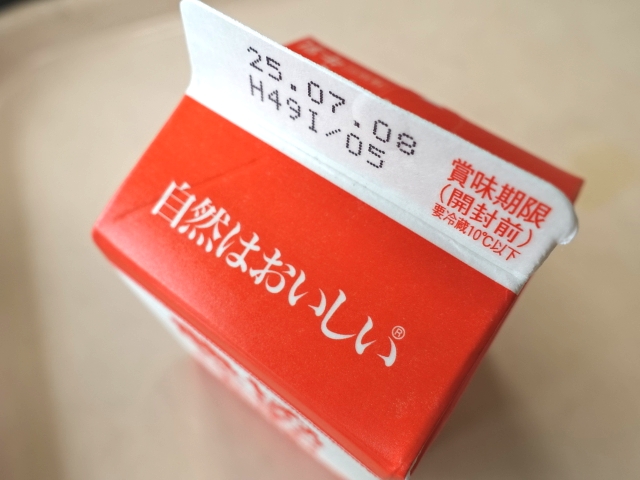 25.07.08
H49I/05
賞味期限
(開封前)
要冷蔵10℃以下
自然はおいしい®